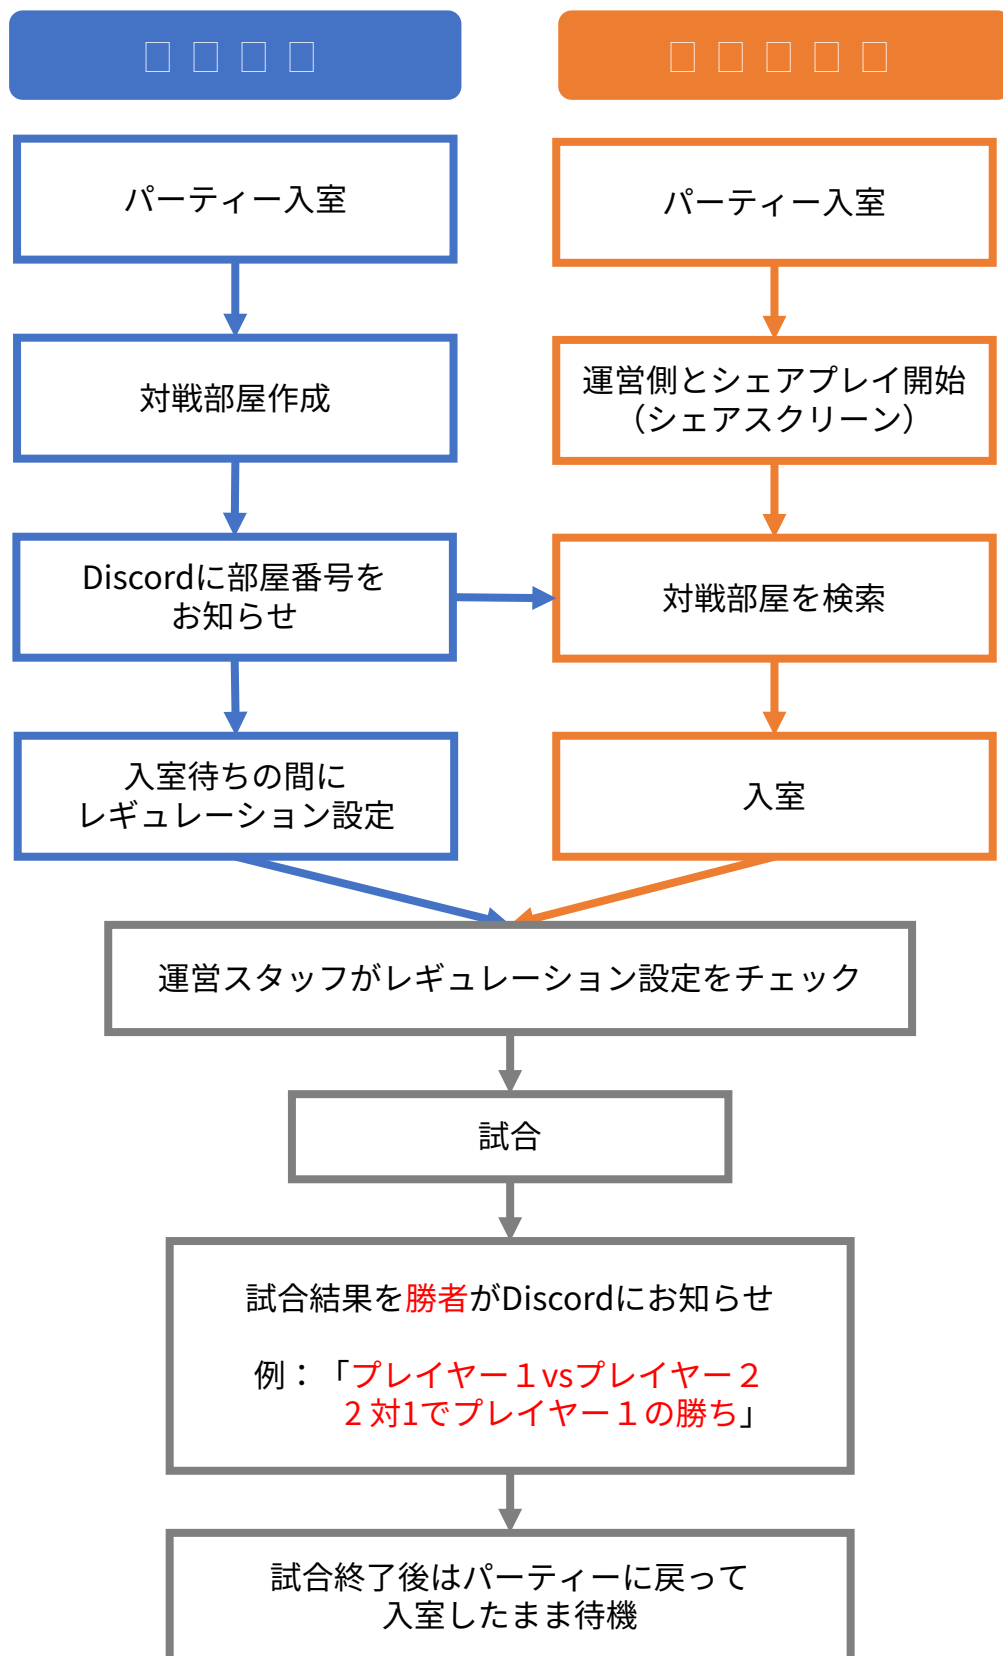 パーティー入室
対戦部屋作成
Discordに部屋番号を
お知らせ
入室待ちの間に
レギュレーション設定
パーティー入室
運営側とシェアプレイ開始
（シェアスクリーン）
対戦部屋を検索
入室
運営スタッフがレギュレーション設定をチェック
試合
試合結果を勝者がDiscordにお知らせ
例：「プレイヤー１vsプレイヤー２
２対1でプレイヤー１の勝ち」
試合終了後はパーティーに戻って
入室したまま待機